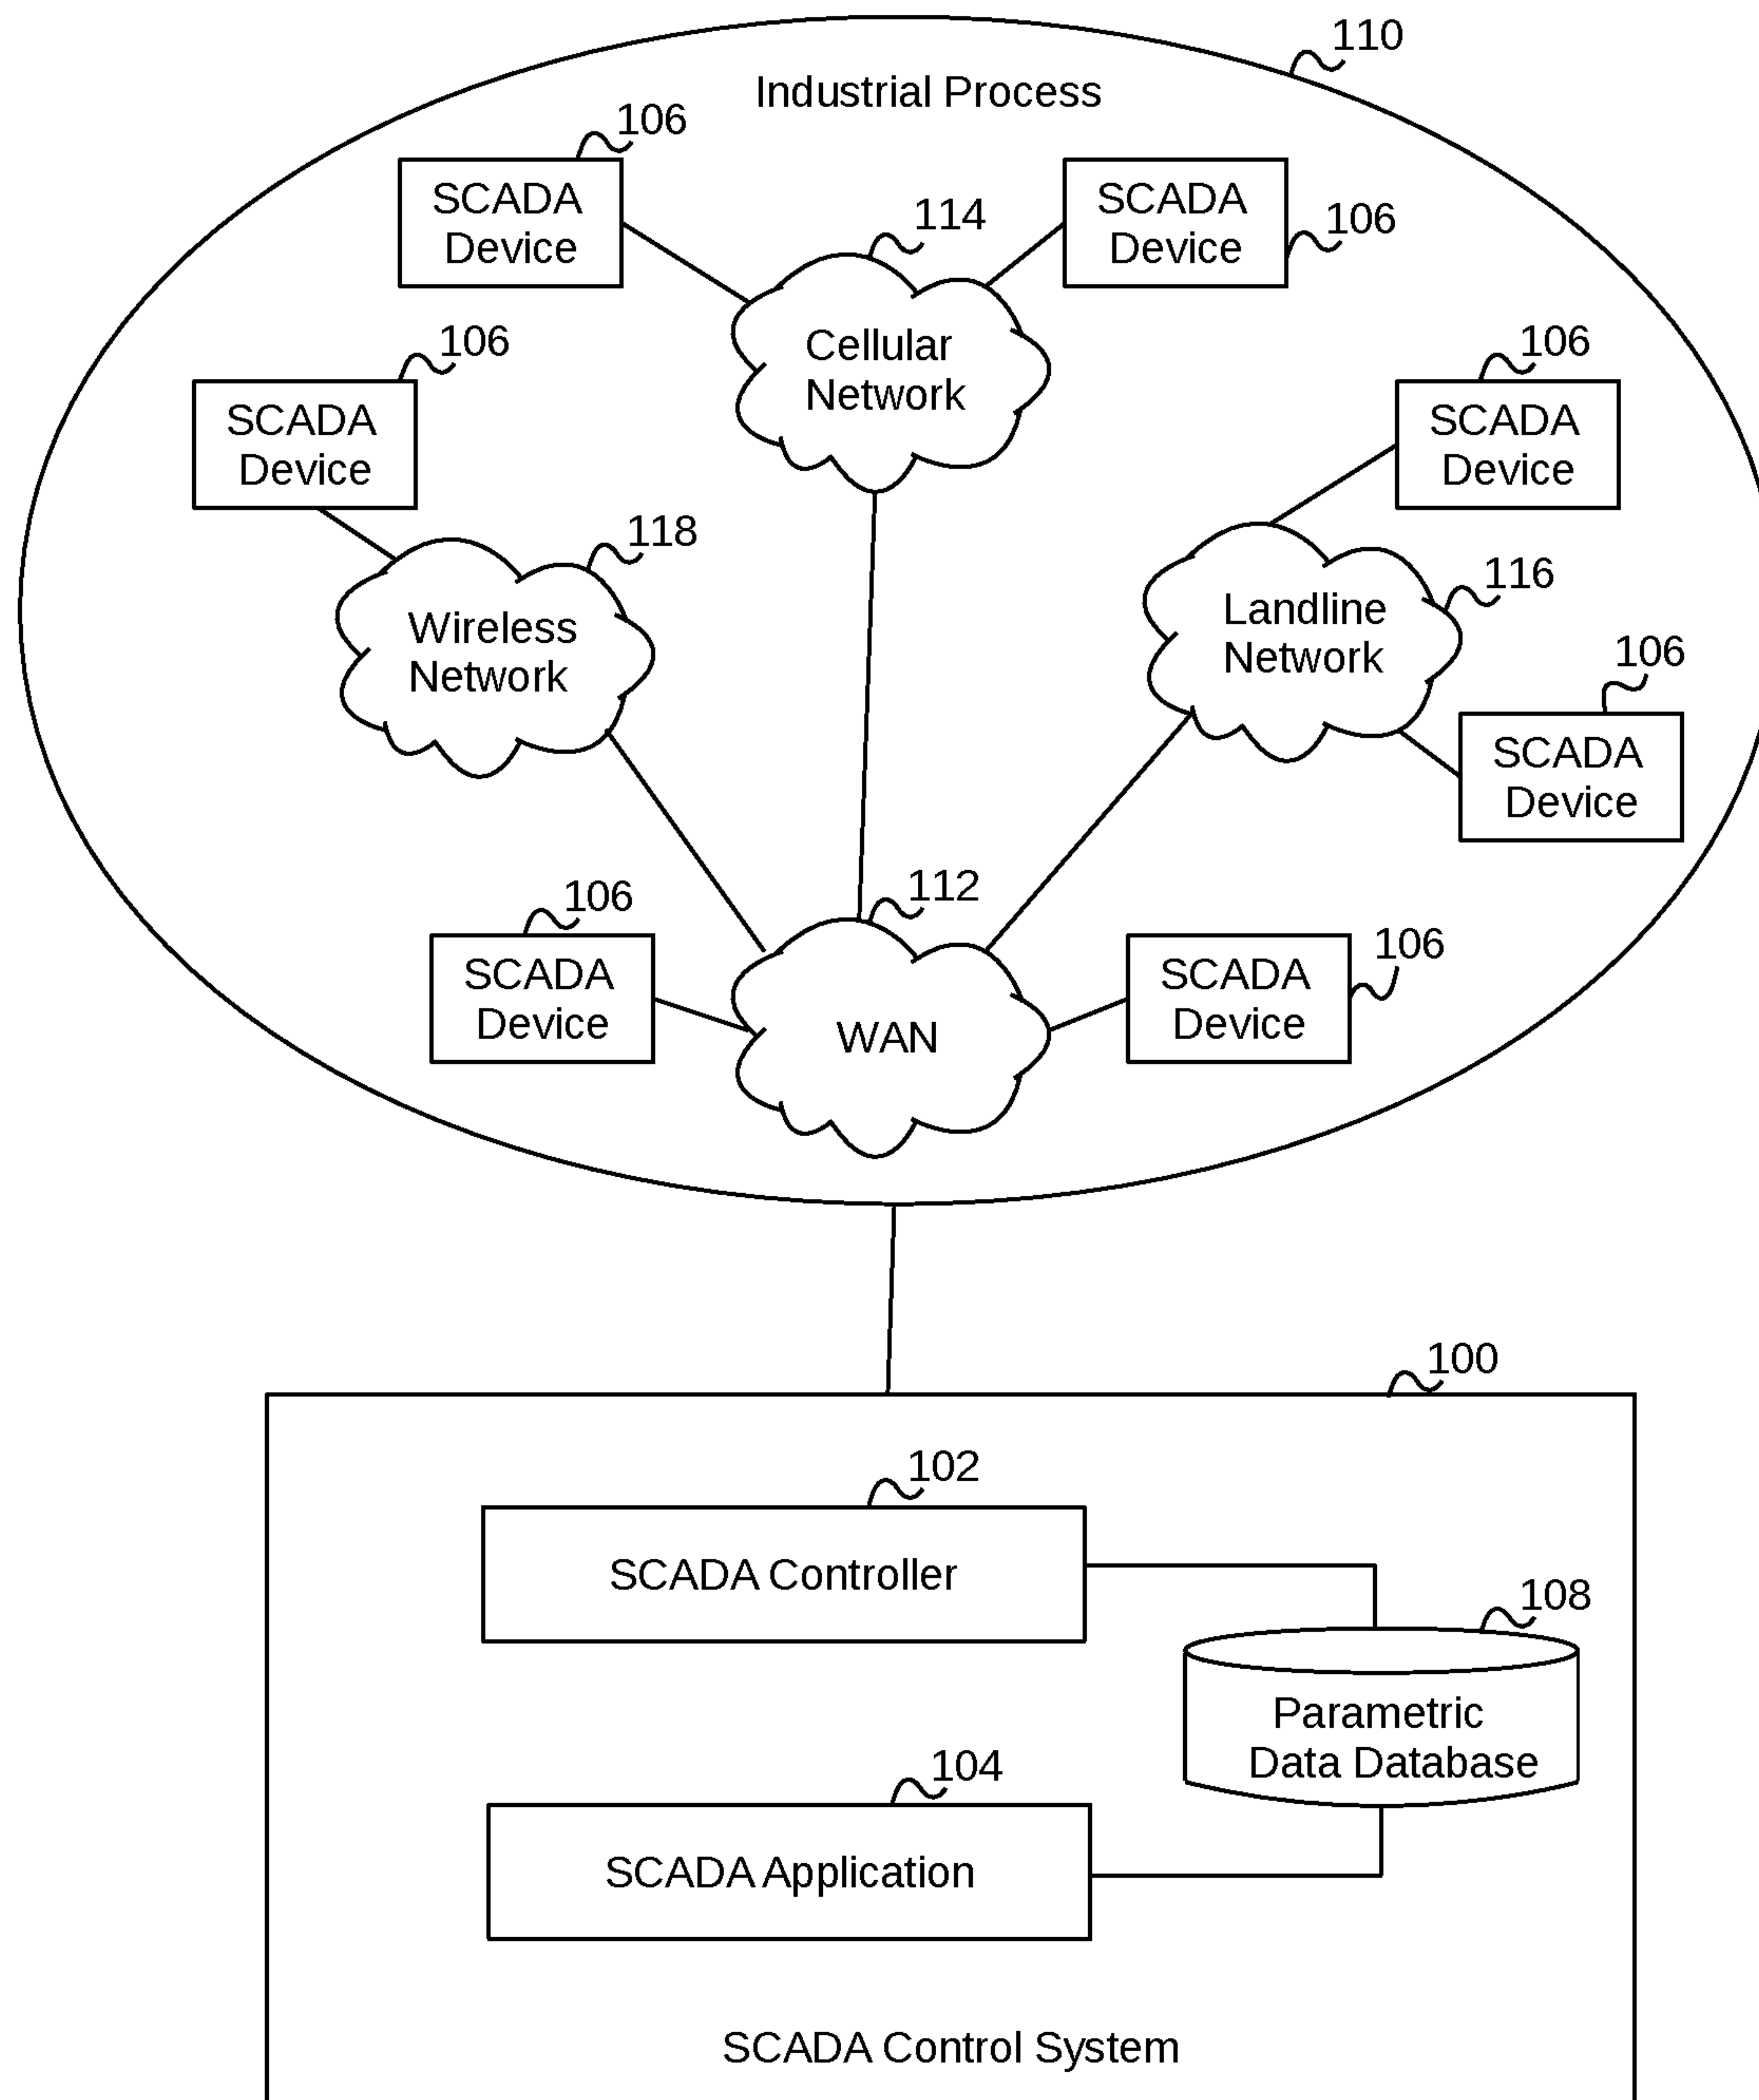 110
Industrial Process
106
SCADA
Device
SCADA
Device
106
114
Cellular
Network
106
SCADA
Device
106
SCADA
Device
118
Wireless
Network
116
Landline
Network
106
SCADA
Device
106
SCADA
Device
112
WAN
106
SCADA
Device
100
102
SCADA Controller
108
Parametric
Data Database
104
SCADA Application
SCADA Control System